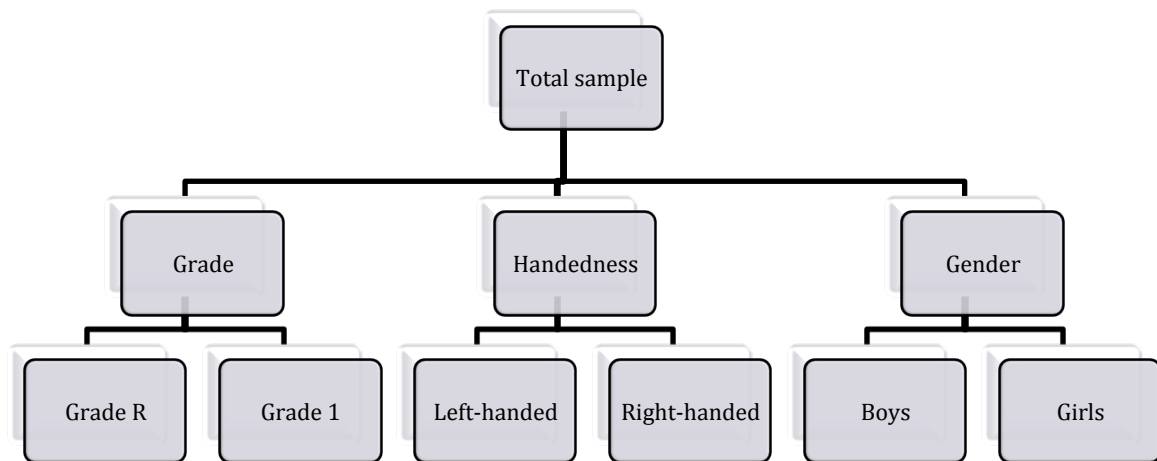 Total sample
Grade
Handedness
Gender
Grade R
Grade 1
Left-handed
Right-handed
Boys
Girls